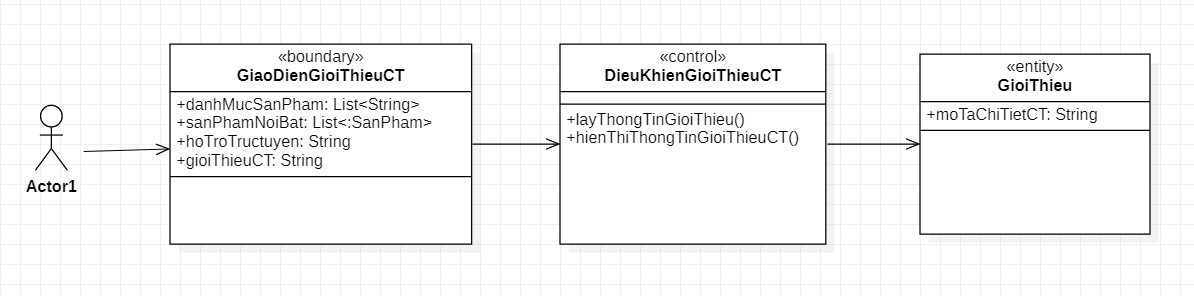 «boundary»
GiaoDienGioiThieuCT
+danhMucSanPham: List<String>
+sanPhamNoiBat: List<:SanPham>
+hoTroTructuyen: String
+gioiThieuCT: String
«control»
DieuKhienGioiThieuCT
+layThongTinGioiThieu()
+hienThiThongTinGioiThieuCT()
«entity»
GioiThieu
+moTaChiTietCT: String
Actor1